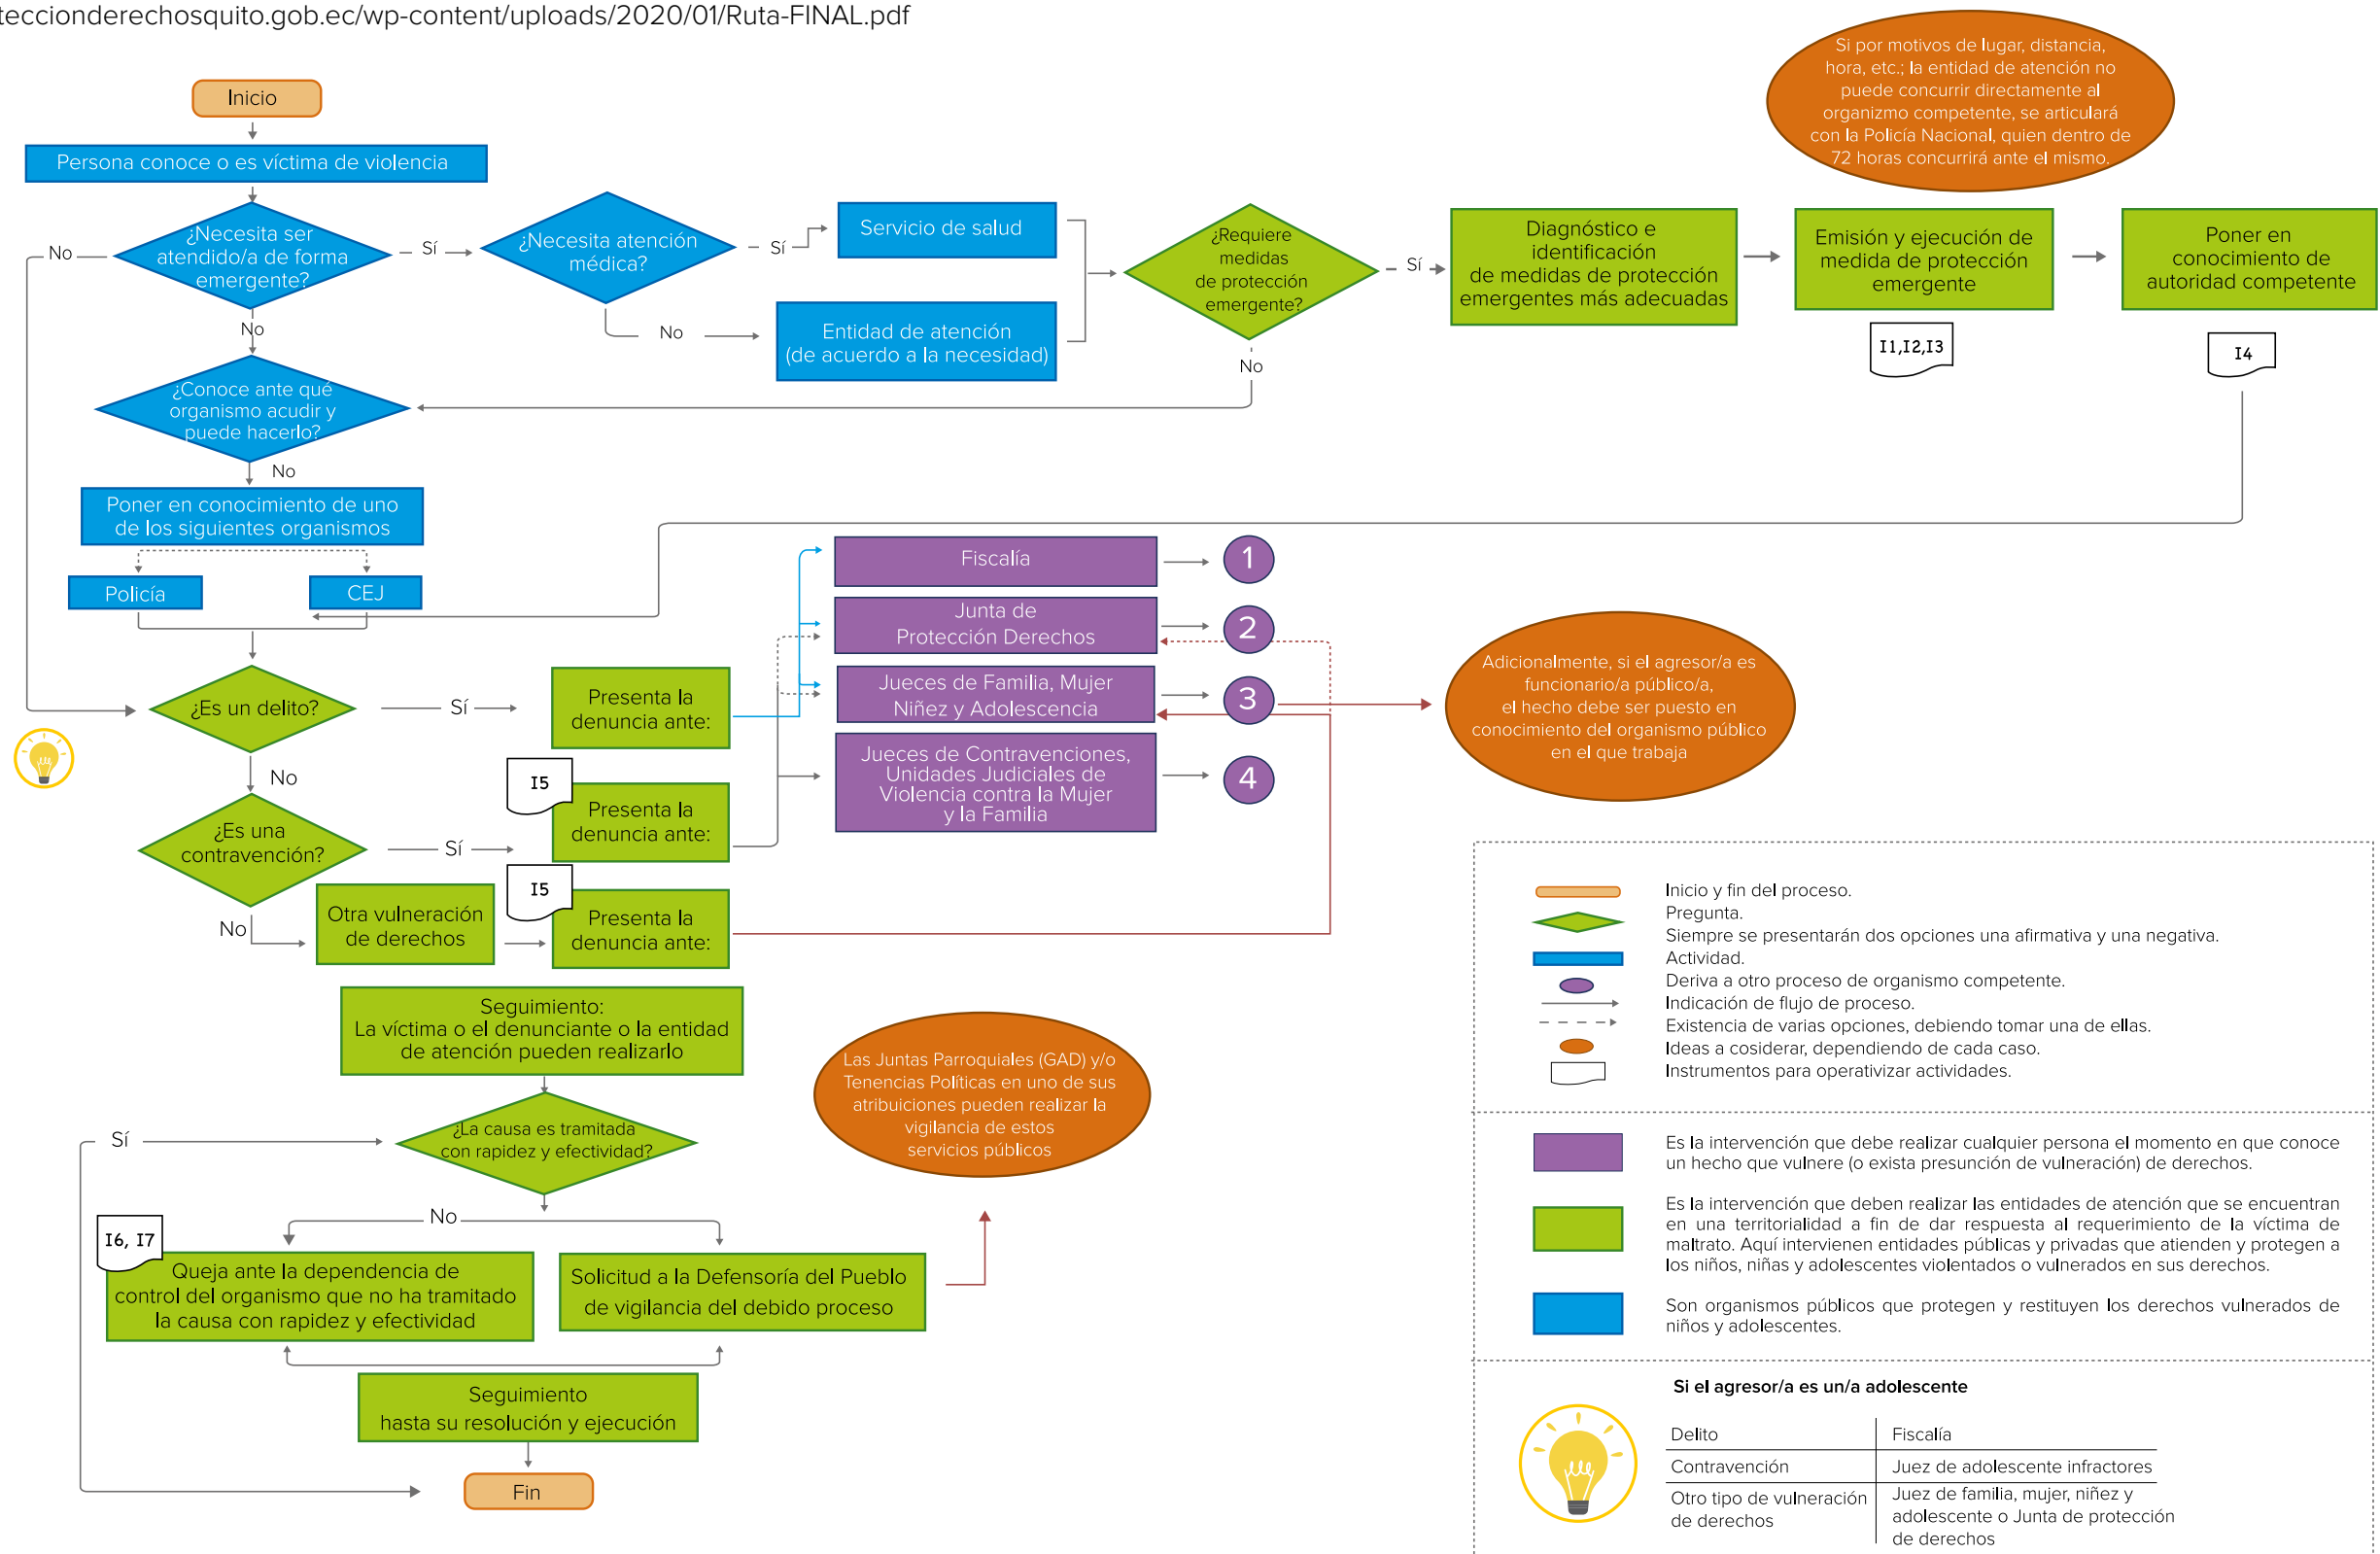 teccionderechosquito.gob.ec/wp-content/uploads/2020/01/Ruta-FINAL.pdf
Si por motivos de lugar, distancia,
hora, etc.; la entidad de atención no
puede concurrir directamente al
organizmo competente, se articulará
con la Policía Nacional, quien dentro de
72 horas concurrirá ante el mismo.
Inicio
Persona conoce o es víctima de violencia
¿Necesita ser
atendido/a de forma
emergente?
No
Sí
No
¿Necesita atención
médica?
Sí
No
Servicio de salud
Entidad de atención
(de acuerdo a la necesidad)
¿Requiere
medidas
de protección
emergente?
Sí
No
Diagnóstico e
identificación
de medidas de protección
emergentes más adecuadas
Emisión y ejecución de
medida de protección
emergente
I1,I2,I3
Poner en
conocimiento de
autoridad competente
I4
¿Conoce ante qué
organismo acudir y
puede hacerlo?
No
Poner en conocimiento de uno
de los siguientes organismos
Policía
CEJ
¿Es un delito?
Sí
No
Presenta la
denuncia ante:
¿Es una
contravención?
Sí
No
I5
Presenta la
denuncia ante:
Otra vulneración
de derechos
I5
Presenta la
denuncia ante:
Fiscalía
1
Junta de
Protección Derechos
2
Jueces de Familia, Mujer
Niñez y Adolescencia
3
Jueces de Contravenciones,
Unidades Judiciales de
Violencia contra la Mujer
y la Familia
4
Adicionalmente, si el agresor/a es
funcionario/a público/a,
el hecho debe ser puesto en
conocimiento del organismo público
en el que trabaja
Seguimiento:
La víctima o el denunciante o la entidad
de atención pueden realizarlo
¿La causa es tramitada
con rapidez y efectividad?
Sí
No
I6, I7
Queja ante la dependencia de
control del organismo que no ha tramitado
la causa con rapidez y efectividad
Solicitud a la Defensoría del Pueblo
de vigilancia del debido proceso
Las Juntas Parroquiales (GAD) y/o
Tenencias Políticas en uno de sus
atribuiciones pueden realizar la
vigilancia de estos
servicios públicos
Seguimiento
hasta su resolución y ejecución
Fin
Inicio y fin del proceso.
Pregunta.
Siempre se presentarán dos opciones una afirmativa y una negativa.
Actividad.
Deriva a otro proceso de organismo competente.
Indicación de flujo de proceso.
Existencia de varias opciones, debiendo tomar una de ellas.
Ideas a cosiderar, dependiendo de cada caso.
Instrumentos para operativizar actividades.
Es la intervención que debe realizar cualquier persona el momento en que conoce
un hecho que vulnere (o exista presunción de vulneración) de derechos.
Es la intervención que deben realizar las entidades de atención que se encuentran
en una territorialidad a fin de dar respuesta al requerimiento de la víctima de
maltrato. Aquí intervienen entidades públicas y privadas que atienden y protegen a
los niños, niñas y adolescentes violentados o vulnerados en sus derechos.
Son organismos públicos que protegen y restituyen los derechos vulnerados de
niños y adolescentes.
Si el agresor/a es un/a adolescente
Delito
Fiscalía
Contravención
Juez de adolescente infractores
Otro tipo de vulneración
de derechos
Juez de familia, mujer, niñez y
adolescente o Junta de protección
de derechos